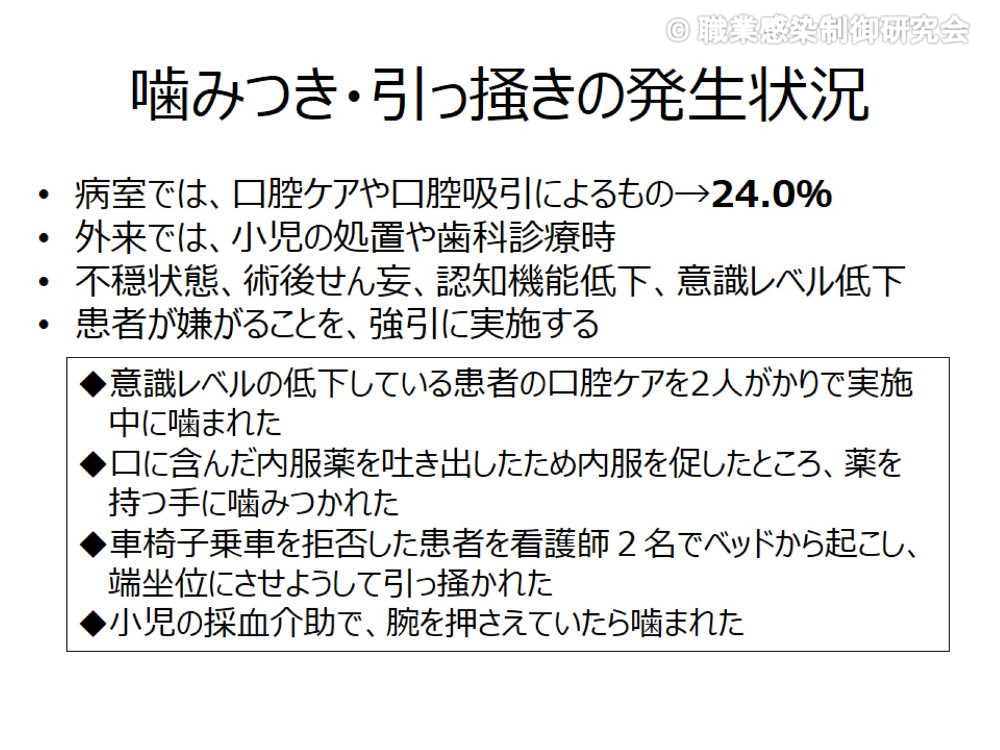 © 職業感染制御研究会
噛みつき・引っ掻きの発生状況
• 病室では、口腔ケアや口腔吸引によるもの→24.0%
• 外来では、小児の処置や歯科診療時
• 不穏状態、術後せん妄、認知機能低下、意識レベル低下
• 患者が嫌がることを、強引に実施する
◆意識レベルの低下している患者の口腔ケアを2人がかりで実施
中に噛まれた
◆口に含んだ内服薬を吐き出したため内服を促したところ、薬を
持つ手に噛みつかれた
◆車椅子乗車を拒否した患者を看護師２名でベッドから起こし、
端坐位にさせようして引っ掻かれた
◆小児の採血介助で、腕を押さえていたら噛まれた